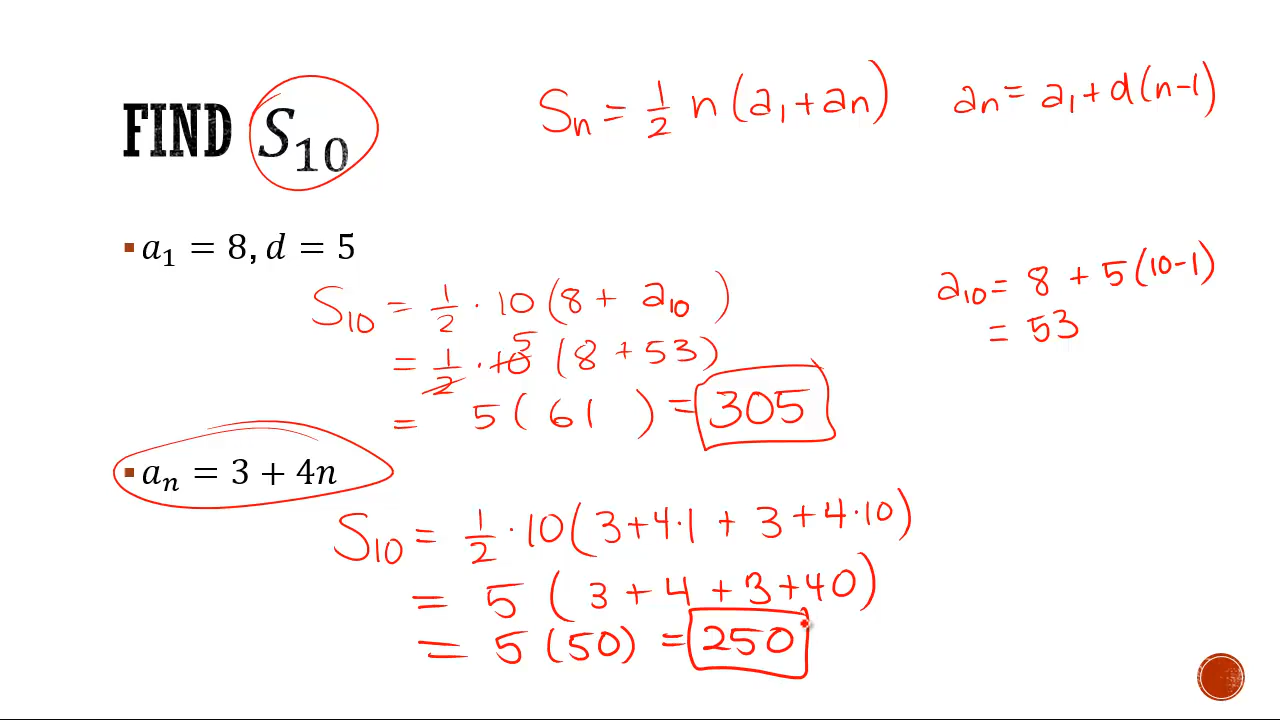 FIND S₁₀
Sₙ = 1/2 n(a₁ + aₙ)
aₙ = a₁ + d(n-1)
▪ a₁ = 8, d = 5
S₁₀ = 1/2 · 10(8 + a₁₀)
= 1/2 · 10 5 (8 + 53)
= 5(61) = 305
a₁₀ = 8 + 5(10-1)
= 53
▪ aₙ = 3 + 4n
S₁₀ = 1/2 · 10(3+4·1 + 3+4·10)
= 5(3 + 4 + 3+40)
= 5(50) = 250